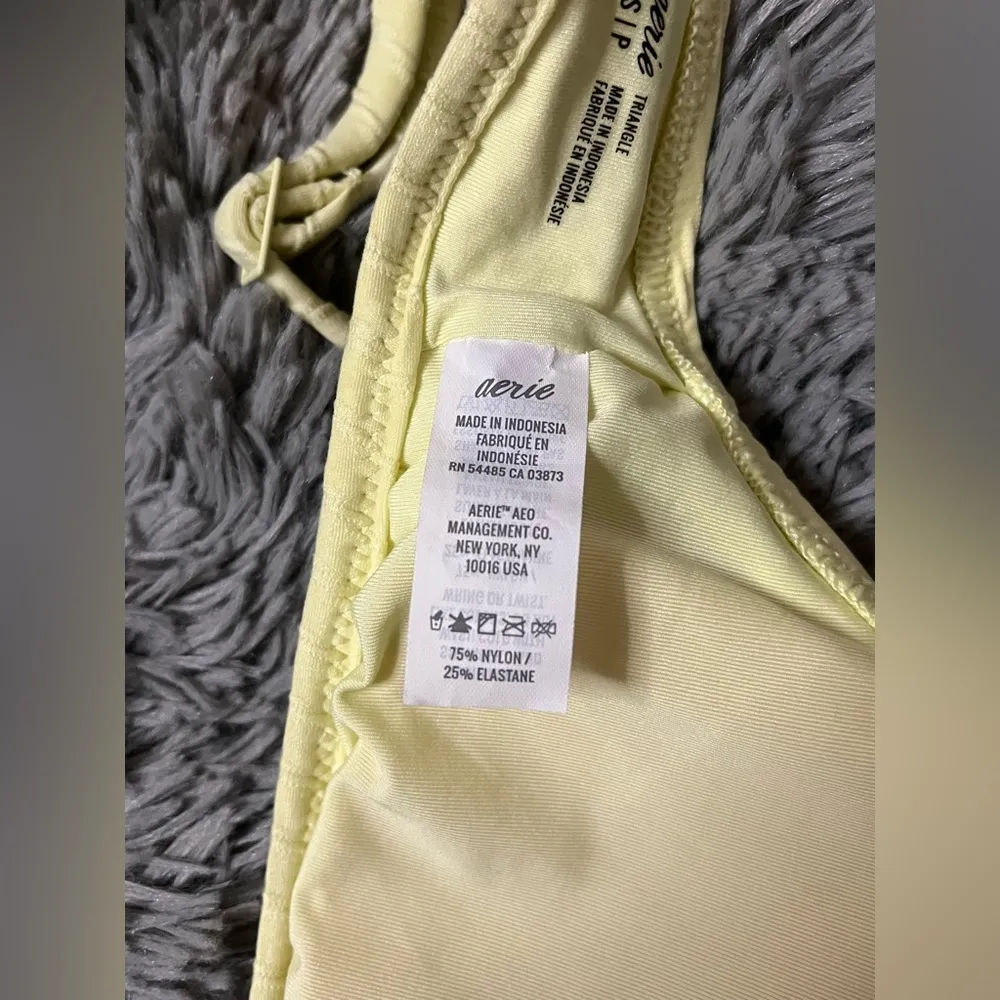 aerie
S | P
TRIANGLE
MADE IN INDONESIA
FABRIQUÉ EN INDONÉSIE
aerie
MADE IN INDONESIA
FABRIQUÉ EN
INDONÉSIE
RN 54485 CA 03873
AERIE™ AEO
MANAGEMENT CO.
NEW YORK, NY
10016 USA
75% NYLON /
25% ELASTANE